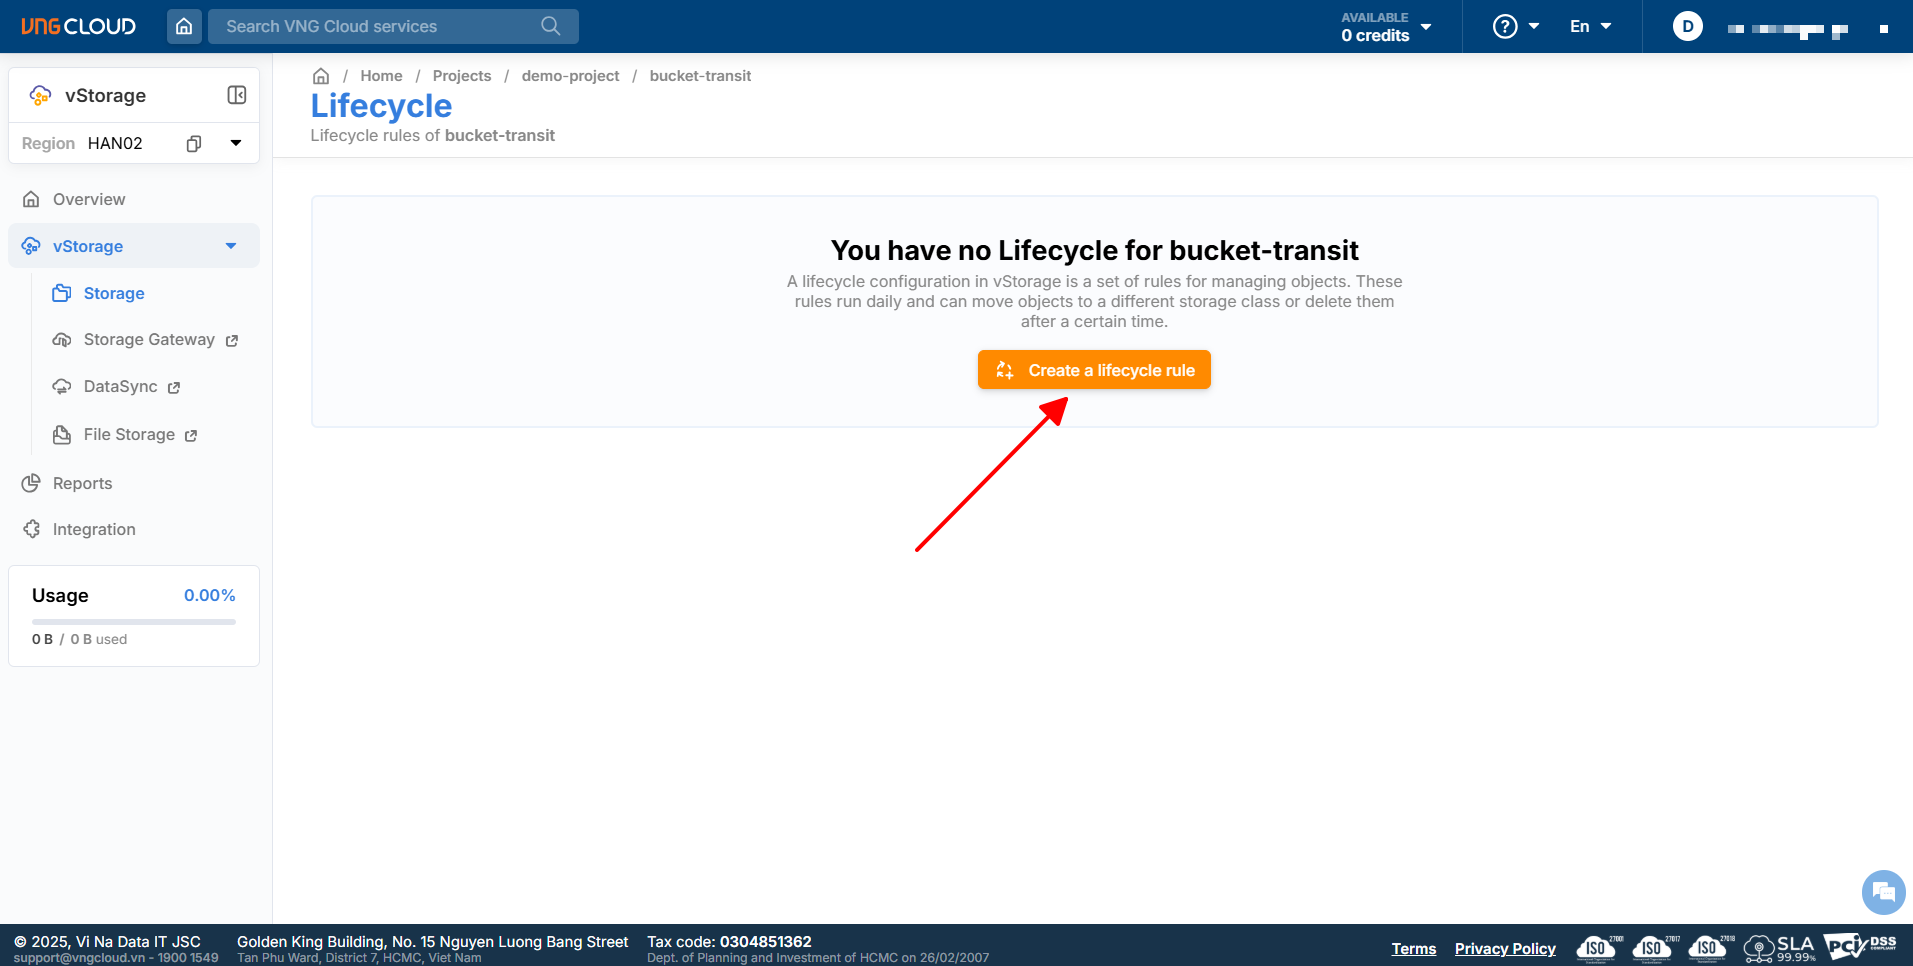 VNG CLOUD
Search VNG Cloud services
AVAILABLE
0 credits
En
D
vStorage
Region HAN02
Overview
vStorage
Storage
Storage Gateway
DataSync
File Storage
Reports
Integration
Usage 0.00%
0 B / 0 B used
/ Home / Projects / demo-project / bucket-transit
Lifecycle
Lifecycle rules of bucket-transit
You have no Lifecycle for bucket-transit
A lifecycle configuration in vStorage is a set of rules for managing objects. These
rules run daily and can move objects to a different storage class or delete them
after a certain time.
Create a lifecycle rule
© 2025, Vi Na Data IT JSC
support@vngcloud.vn - 1900 1549
Golden King Building, No. 15 Nguyen Luong Bang Street
Tan Phu Ward, District 7, HCMC, Viet Nam
Tax code: 0304851362
Dept. of Planning and Investment of HCMC on 26/02/2007
Terms
Privacy Policy
ISO 27001
ISO 27017
ISO 27018
SLA
99.99%
PCI DSS
COMPLIANT